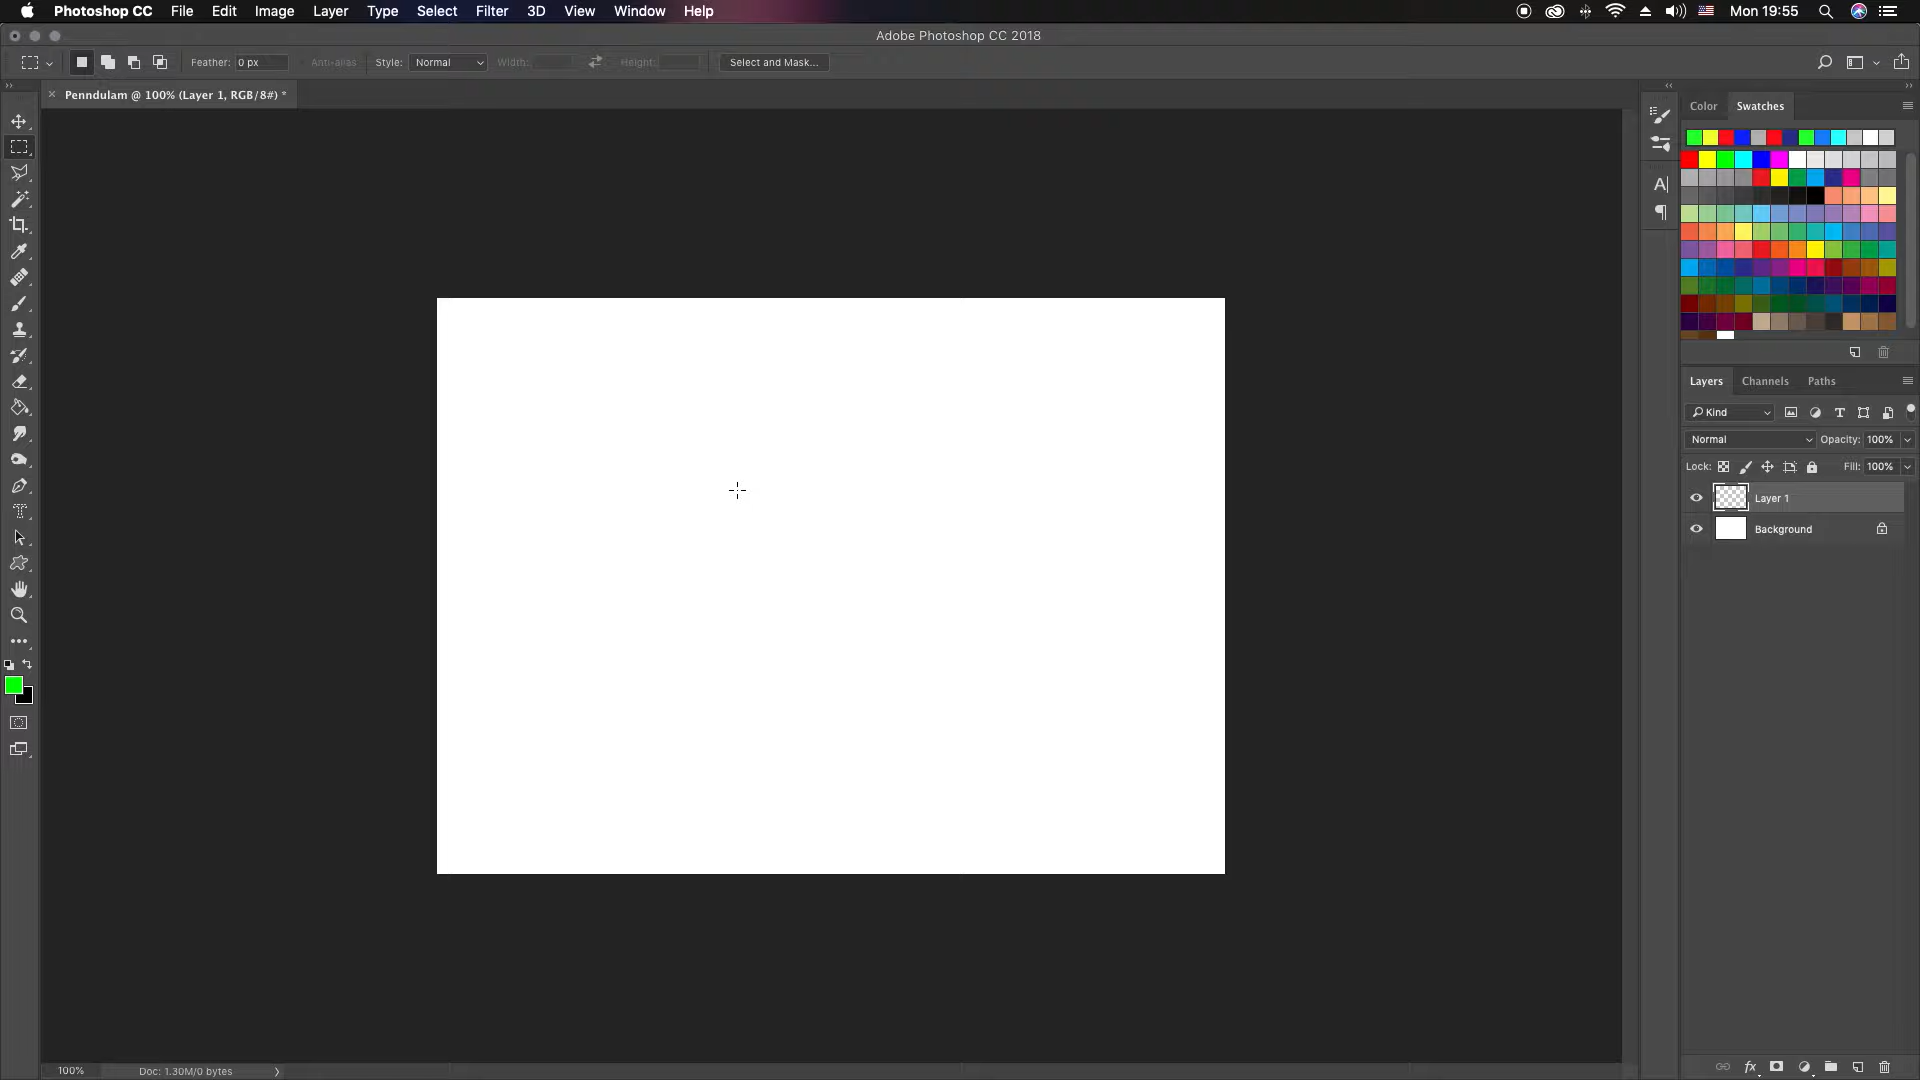 Photoshop CC File Edit Image Layer Type Select Filter 3D View Window Help Mon 19:55
Adobe Photoshop CC 2018
Feather: 0 px Anti-alias Style: Normal Width: Height: Select and Mask...
Penndulam @ 100% (Layer 1, RGB/8#) *
Color Swatches
Layers Channels Paths
Kind
Normal Opacity: 100%
Lock: Fill: 100%
Layer 1
Background
100% Doc: 1.30M/0 bytes